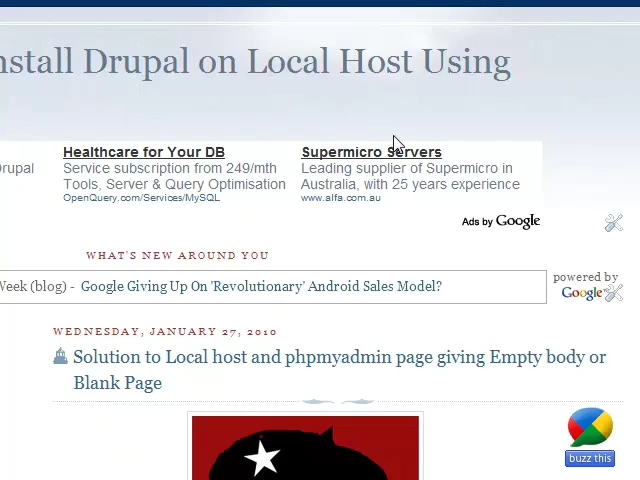 nstall Drupal on Local Host Using
Healthcare for Your DB
Supermicro Servers
Drupal
Service subscription from 249/mth
Leading supplier of Supermicro in
Tools, Server & Query Optimisation
Australia, with 25 years experience
OpenQuery.com/Services/MySQL
www.alfa.com.au
Ads by Google
WHAT'S NEW AROUND YOU
Week (blog) - Google Giving Up On 'Revolutionary' Android Sales Model?
powered by
Google
WEDNESDAY, JANUARY 27, 2010
Solution to Local host and phpmyadmin page giving Empty body or
Blank Page
buzz this